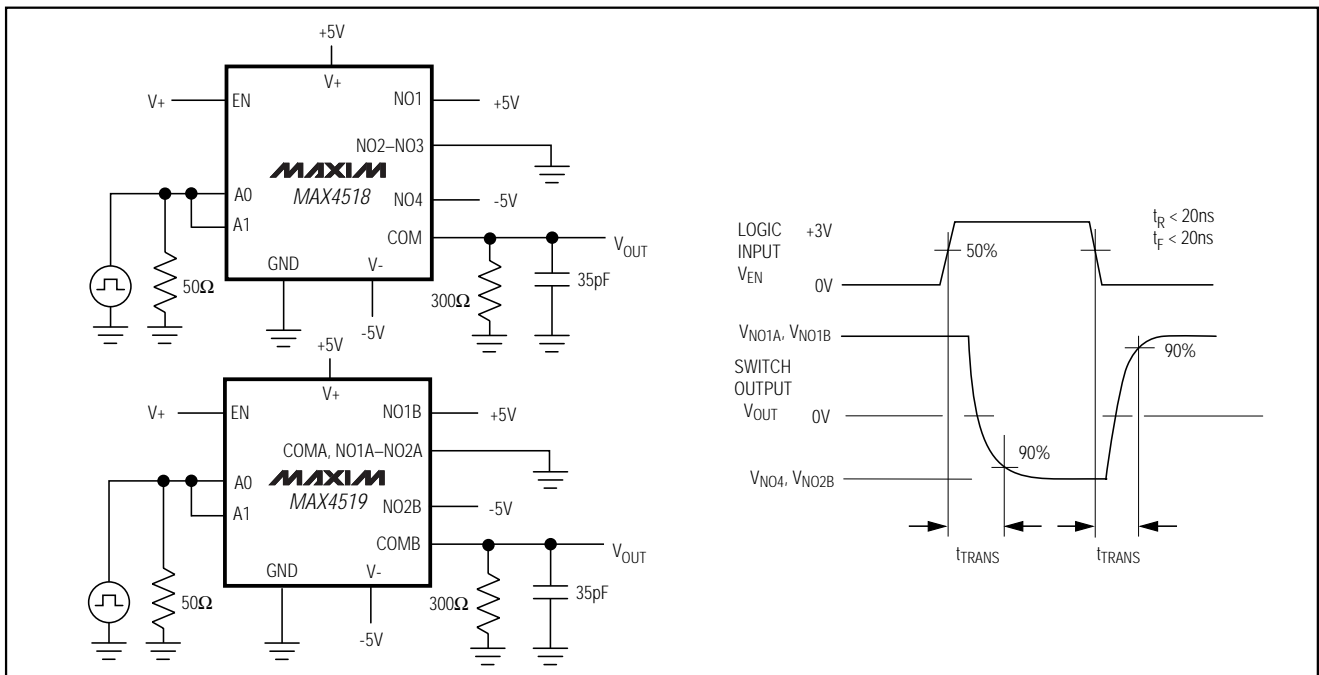 +5V
V+
V+ EN NO1 +5V
NO2–NO3
MAXIM
MAX4518
A0 NO4 -5V
A1
COM VOUT
GND V-
50Ω 300Ω 35pF
-5V
+5V
V+
V+ EN NO1B +5V
COMA, NO1A–NO2A
MAXIM
MAX4519
A0
A1 NO2B -5V
COMB VOUT
GND V-
50Ω 300Ω 35pF
-5V
LOGIC INPUT VEN
+3V
0V
50%
tR < 20ns
tF < 20ns
VNO1A, VNO1B
90%
SWITCH OUTPUT VOUT
0V
90%
VNO4, VNO2B
tTRANS tTRANS